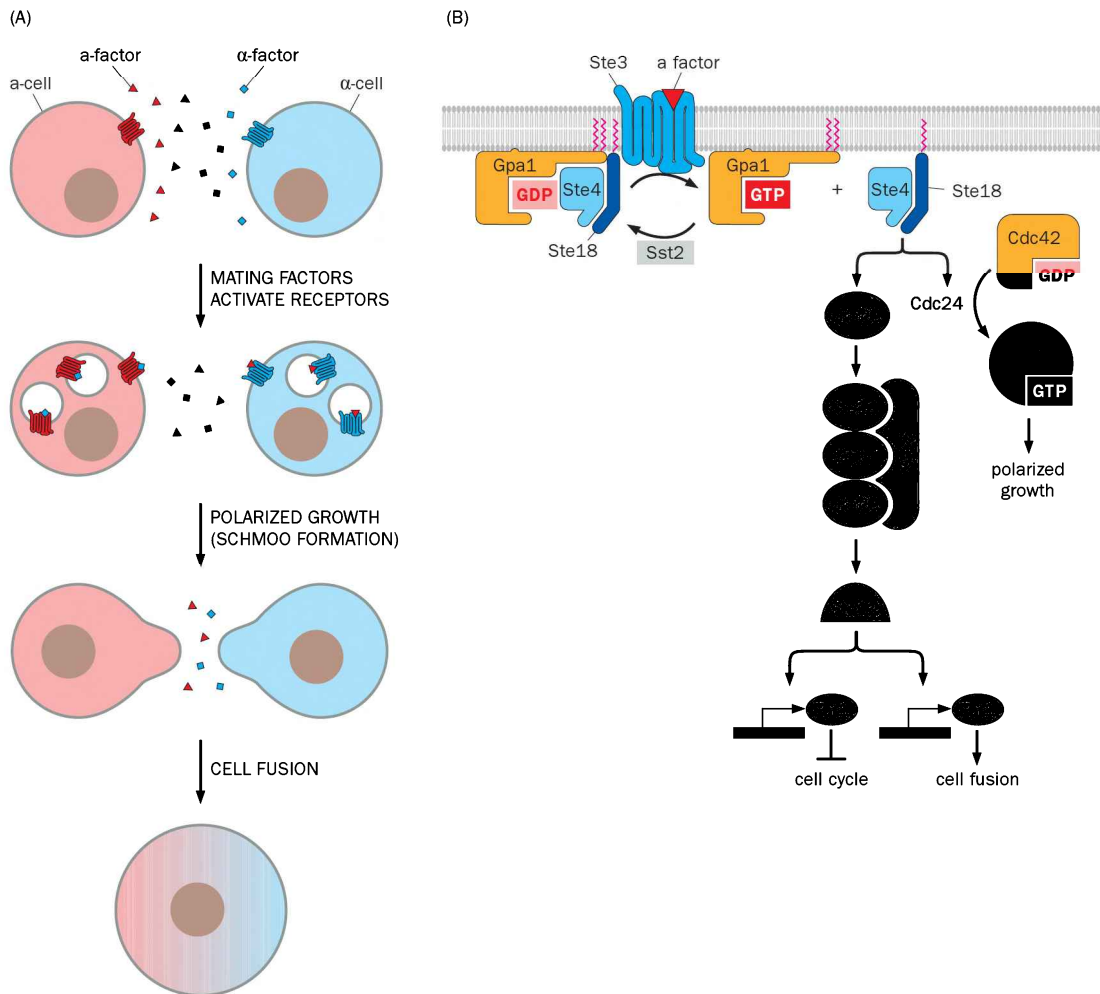 (A)
a-factor
α-factor
a-cell
α-cell
MATING FACTORS
ACTIVATE RECEPTORS
POLARIZED GROWTH
(SCHMOO FORMATION)
CELL FUSION
(B)
Ste3
a factor
Gpa1
GDP
Ste4
Ste18
Sst2
Gpa1
GTP
+
Ste4
Ste18
Cdc24
Cdc42
GDP
GTP
polarized
growth
cell cycle
cell fusion